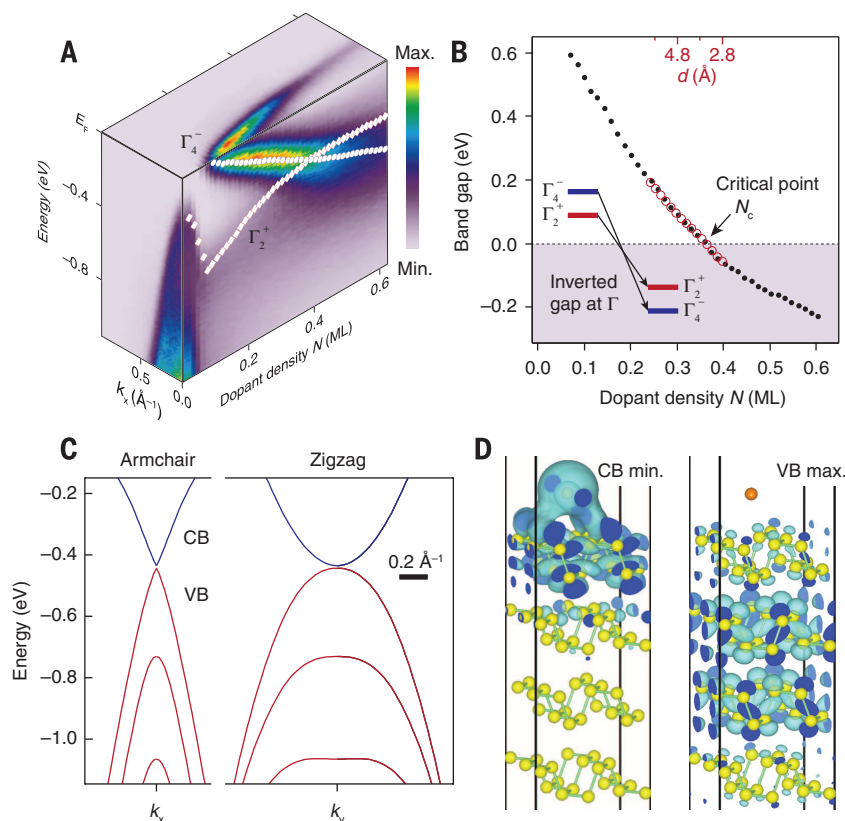 A
Max.
Min.
E_F
Γ₄⁻
Γ₂⁺
Energy (eV)
−0.4
−0.8
0.5
0.0
kₓ (Å⁻¹)
0.2
0.4
0.6
Dopant density N (ML)
B
4.8 2.8
d (Å)
0.6
0.4
0.2
0.0
−0.2
Band gap (eV)
Critical point
N_c
Γ₄⁻
Γ₂⁺
Γ₂⁺
Γ₄⁻
Inverted
gap at Γ
0.0 0.1 0.2 0.3 0.4 0.5 0.6
Dopant density N (ML)
C
Armchair Zigzag
−0.2
−0.4
−0.6
−0.8
−1.0
Energy (eV)
CB
VB
0.2 Å⁻¹
kₓ k_y
D
CB min. VB max.